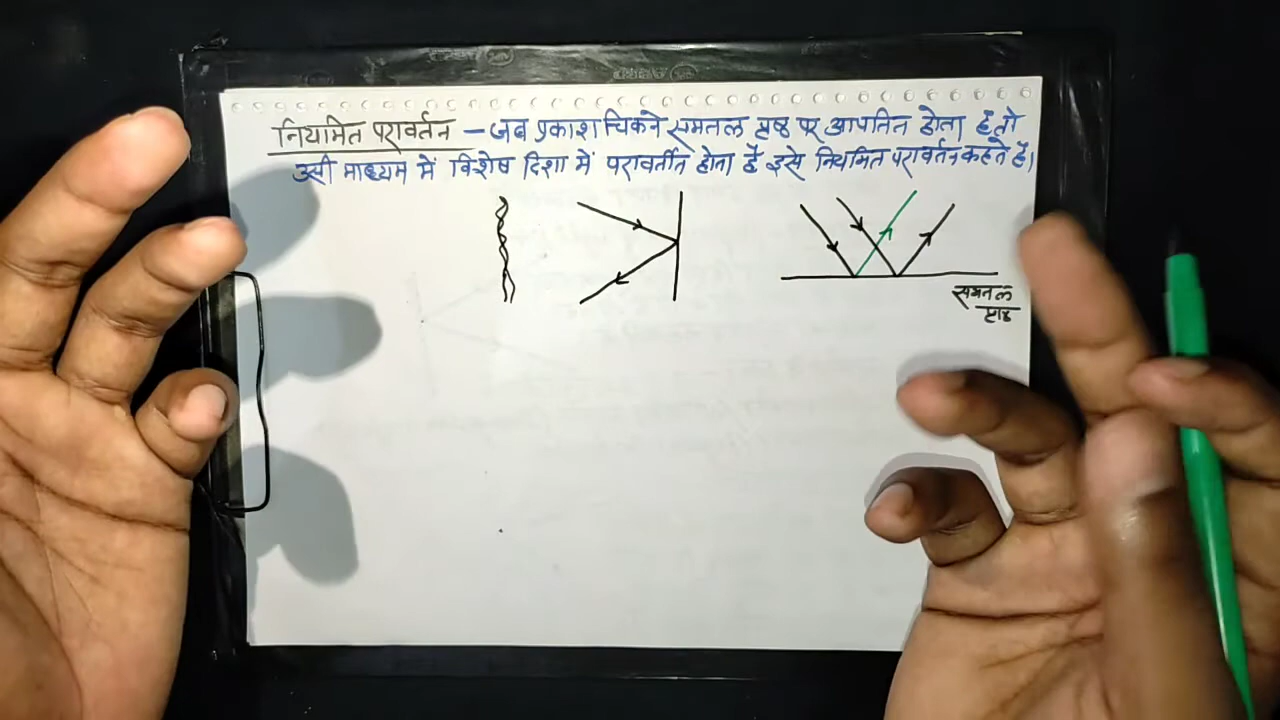 नियामित परावर्तन – जब प्रकाश चिकने समतल पृष्ठ पर आपतित होता है तो
उसी माध्यम में विशेष दिशा में परावर्तीत होता है इसे नियमित परावर्तन कहते है।
समतल
पृष्ठ